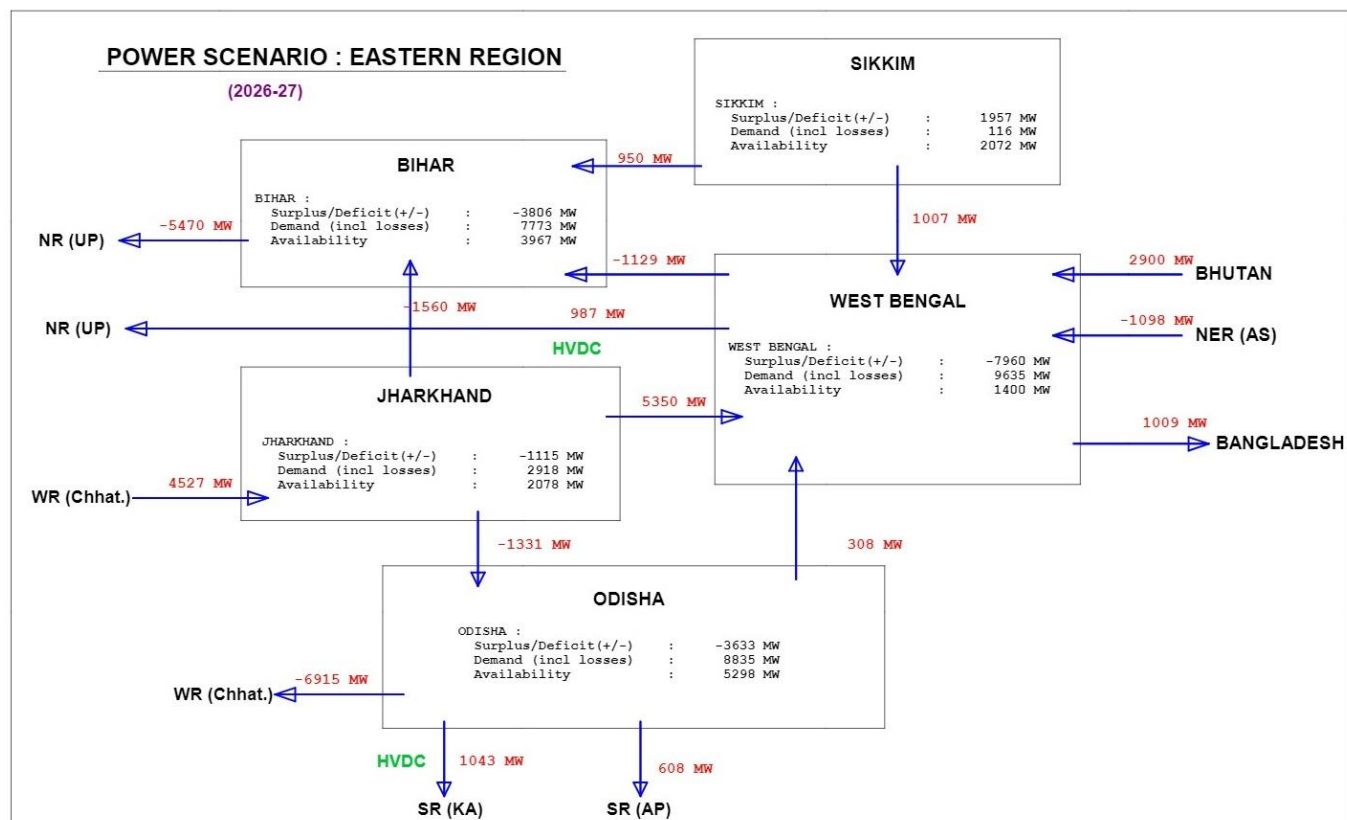 POWER SCENARIO : EASTERN REGION
(2026-27)
SIKKIM
SIKKIM :
Surplus/Deficit(+/-) : 1957 MW
Demand (incl losses) : 116 MW
Availability : 2072 MW
950 MW
1007 MW
BIHAR
BIHAR :
Surplus/Deficit(+/-) : -3806 MW
Demand (incl losses) : 7773 MW
Availability : 3967 MW
-5470 MW
NR (UP)
-1129 MW
-1560 MW
987 MW
NR (UP)
HVDC
WEST BENGAL
WEST BENGAL :
Surplus/Deficit(+/-) : -7960 MW
Demand (incl losses) : 9635 MW
Availability : 1400 MW
2900 MW
BHUTAN
-1098 MW
NER (AS)
1009 MW
BANGLADESH
JHARKHAND
JHARKHAND :
Surplus/Deficit(+/-) : -1115 MW
Demand (incl losses) : 2918 MW
Availability : 2078 MW
5350 MW
4527 MW
WR (Chhat.)
-1331 MW
308 MW
ODISHA
ODISHA :
Surplus/Deficit(+/-) : -3633 MW
Demand (incl losses) : 8835 MW
Availability : 5298 MW
-6915 MW
WR (Chhat.)
HVDC
1043 MW
608 MW
SR (KA)
SR (AP)